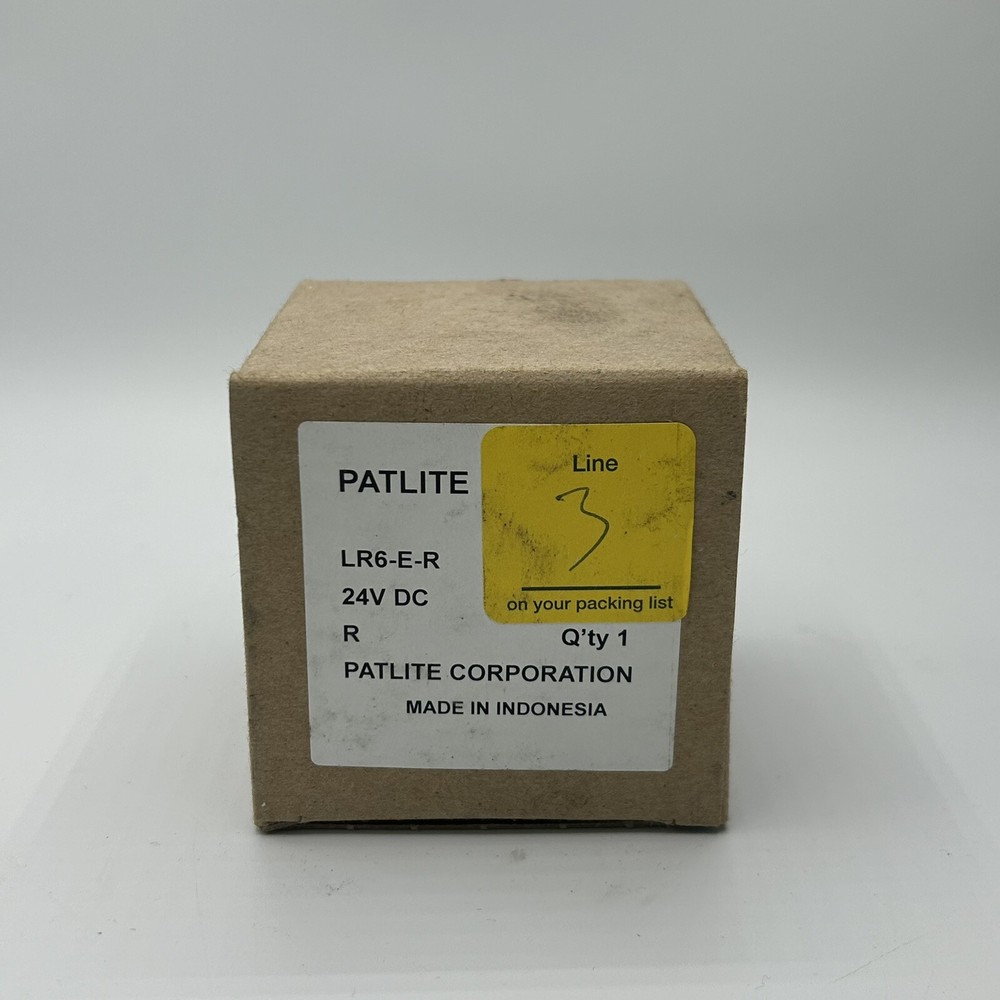 PATLITE
Line
3
on your packing list
LR6-E-R
24V DC
R
Q'ty 1
PATLITE CORPORATION
MADE IN INDONESIA